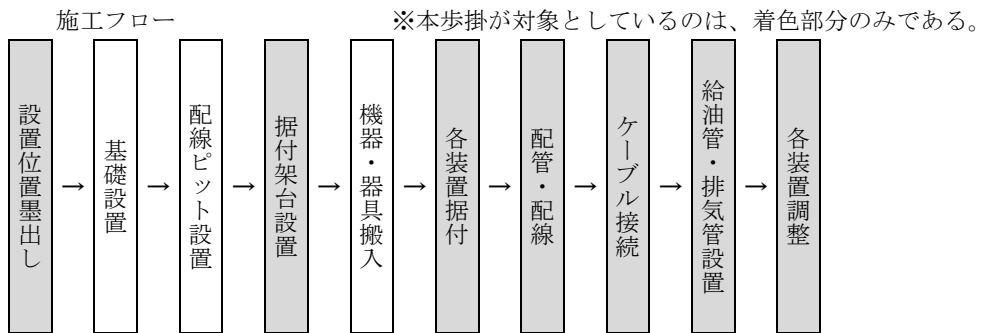 施工フロー
※本歩掛が対象としているのは、着色部分のみである。
設置位置墨出し
→
基礎設置
→
配線ピット設置
→
据付架台設置
→
機器・器具搬入
→
各装置据付
→
配管・配線
→
ケーブル接続
→
給油管・排気管設置
→
各装置調整